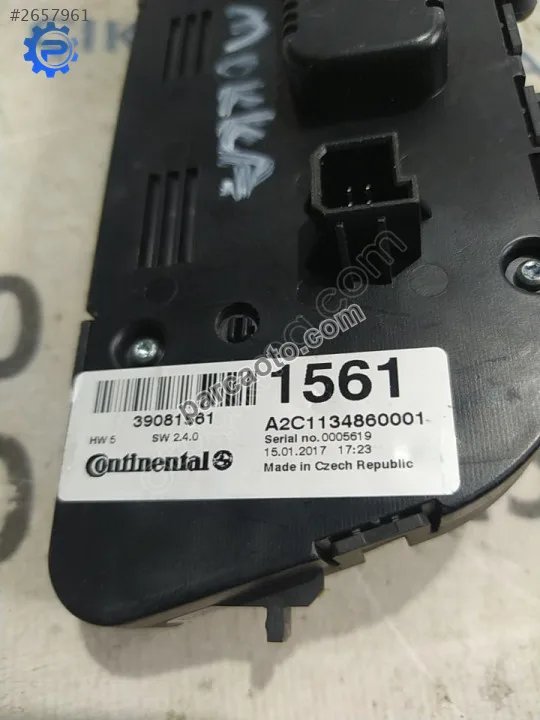 #2657961
MOKKA
parcaoto.com
1561
39081561
A2C1134860001
HW 5 SW 2.4.0
Serial no.0005619
15.01.2017 17:23
Continental
Made in Czech Republic